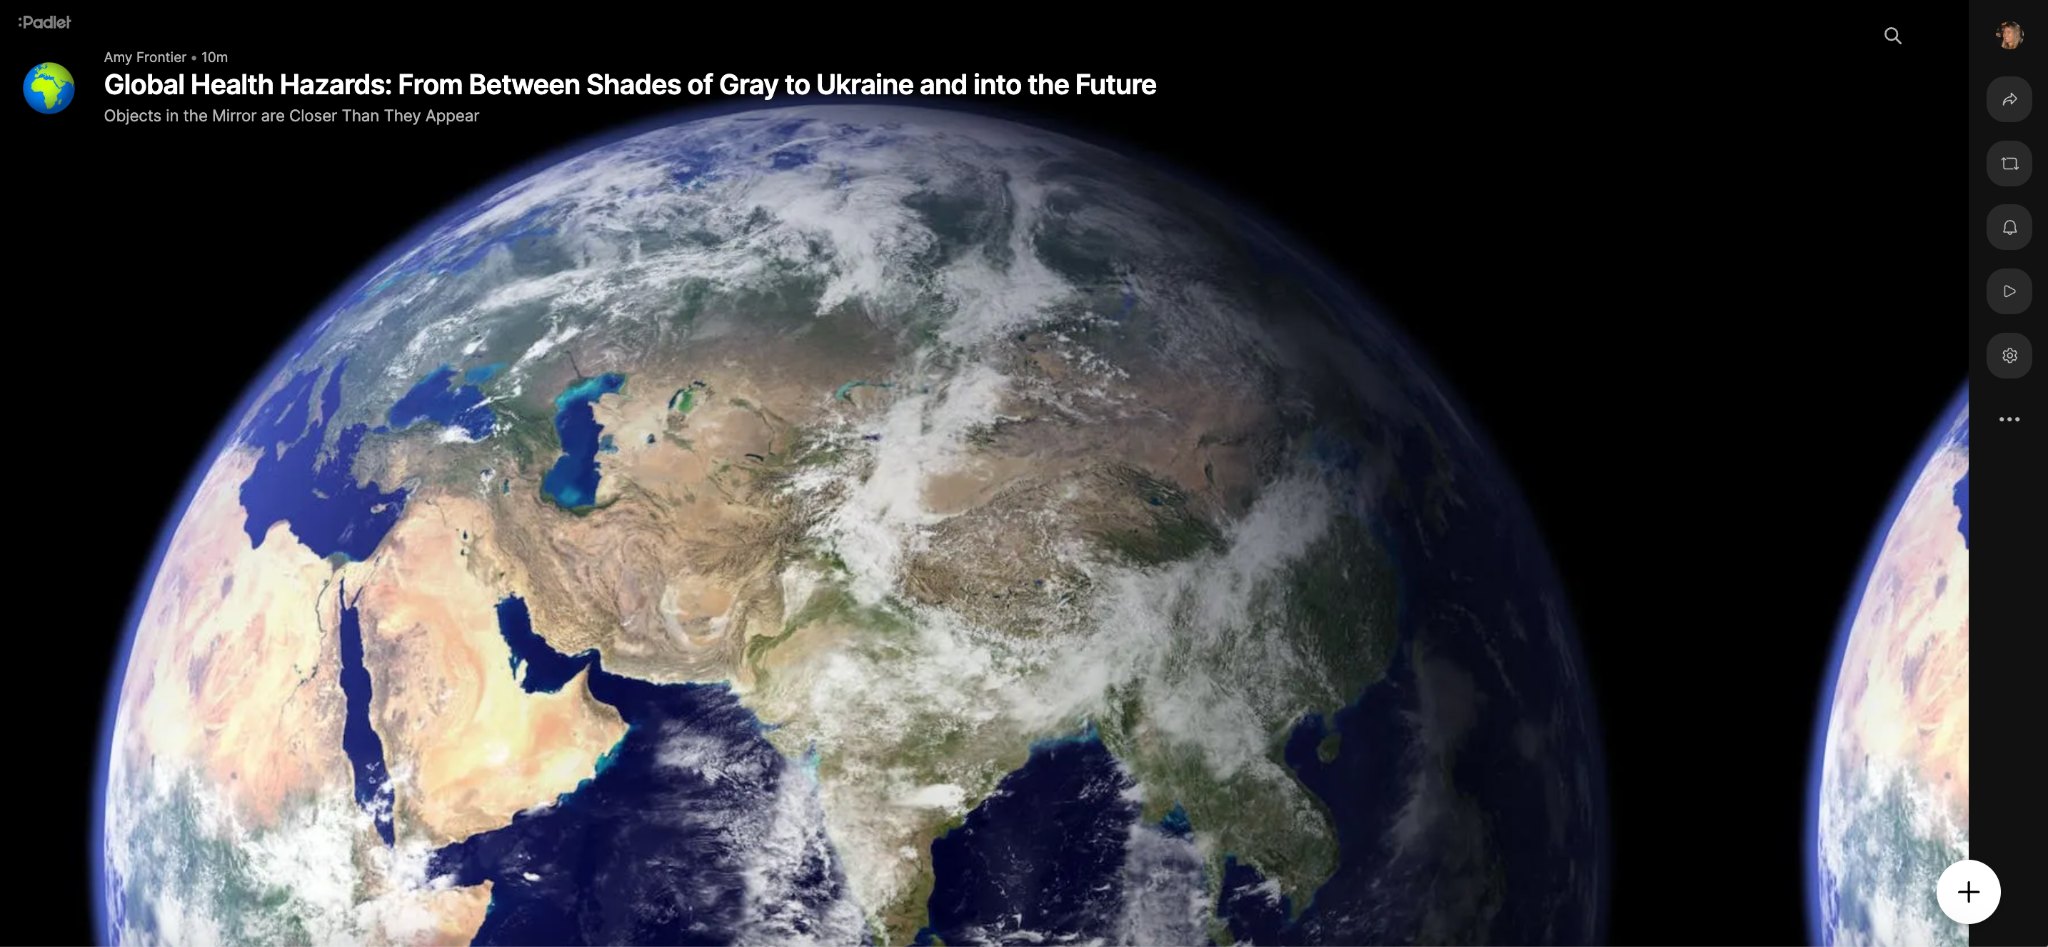 :Padlet
Amy Frontier • 10m
Global Health Hazards: From Between Shades of Gray to Ukraine and into the Future
Objects in the Mirror are Closer Than They Appear